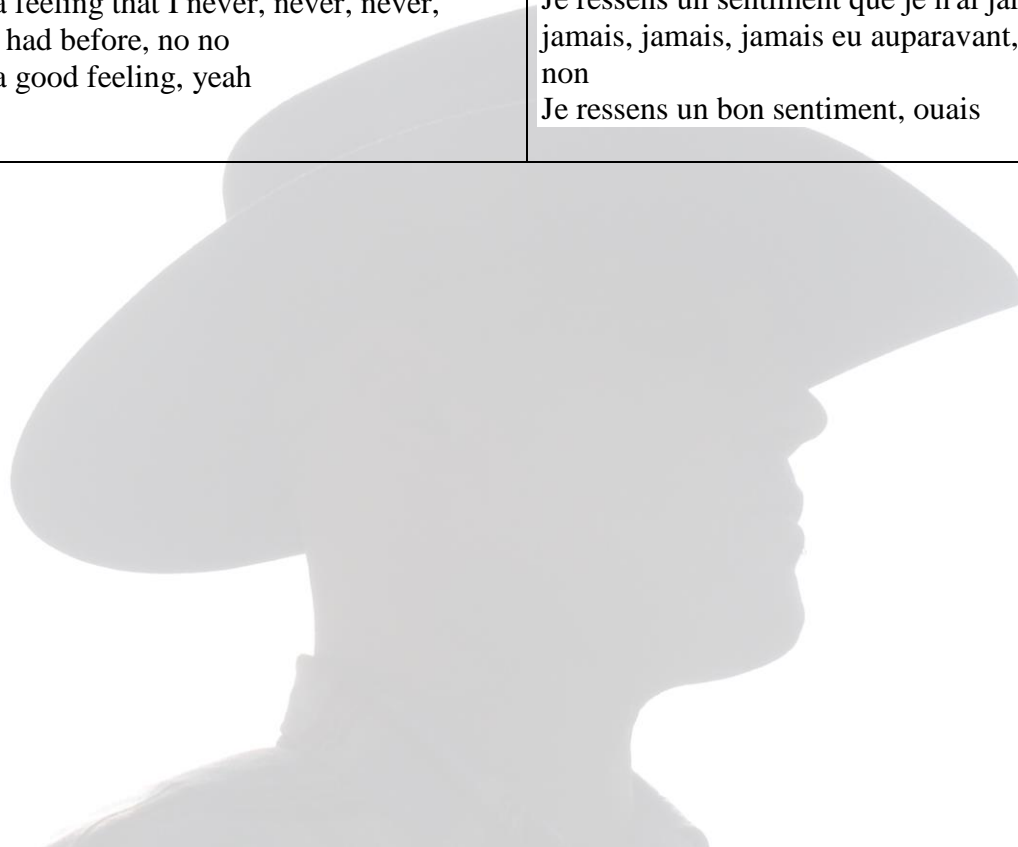 a feeling that I never, never, never,
had before, no no
a good feeling, yeah
Je ressens un sentiment que je n'ai
jamais, jamais, jamais eu auparavant,
non
Je ressens un bon sentiment, ouais